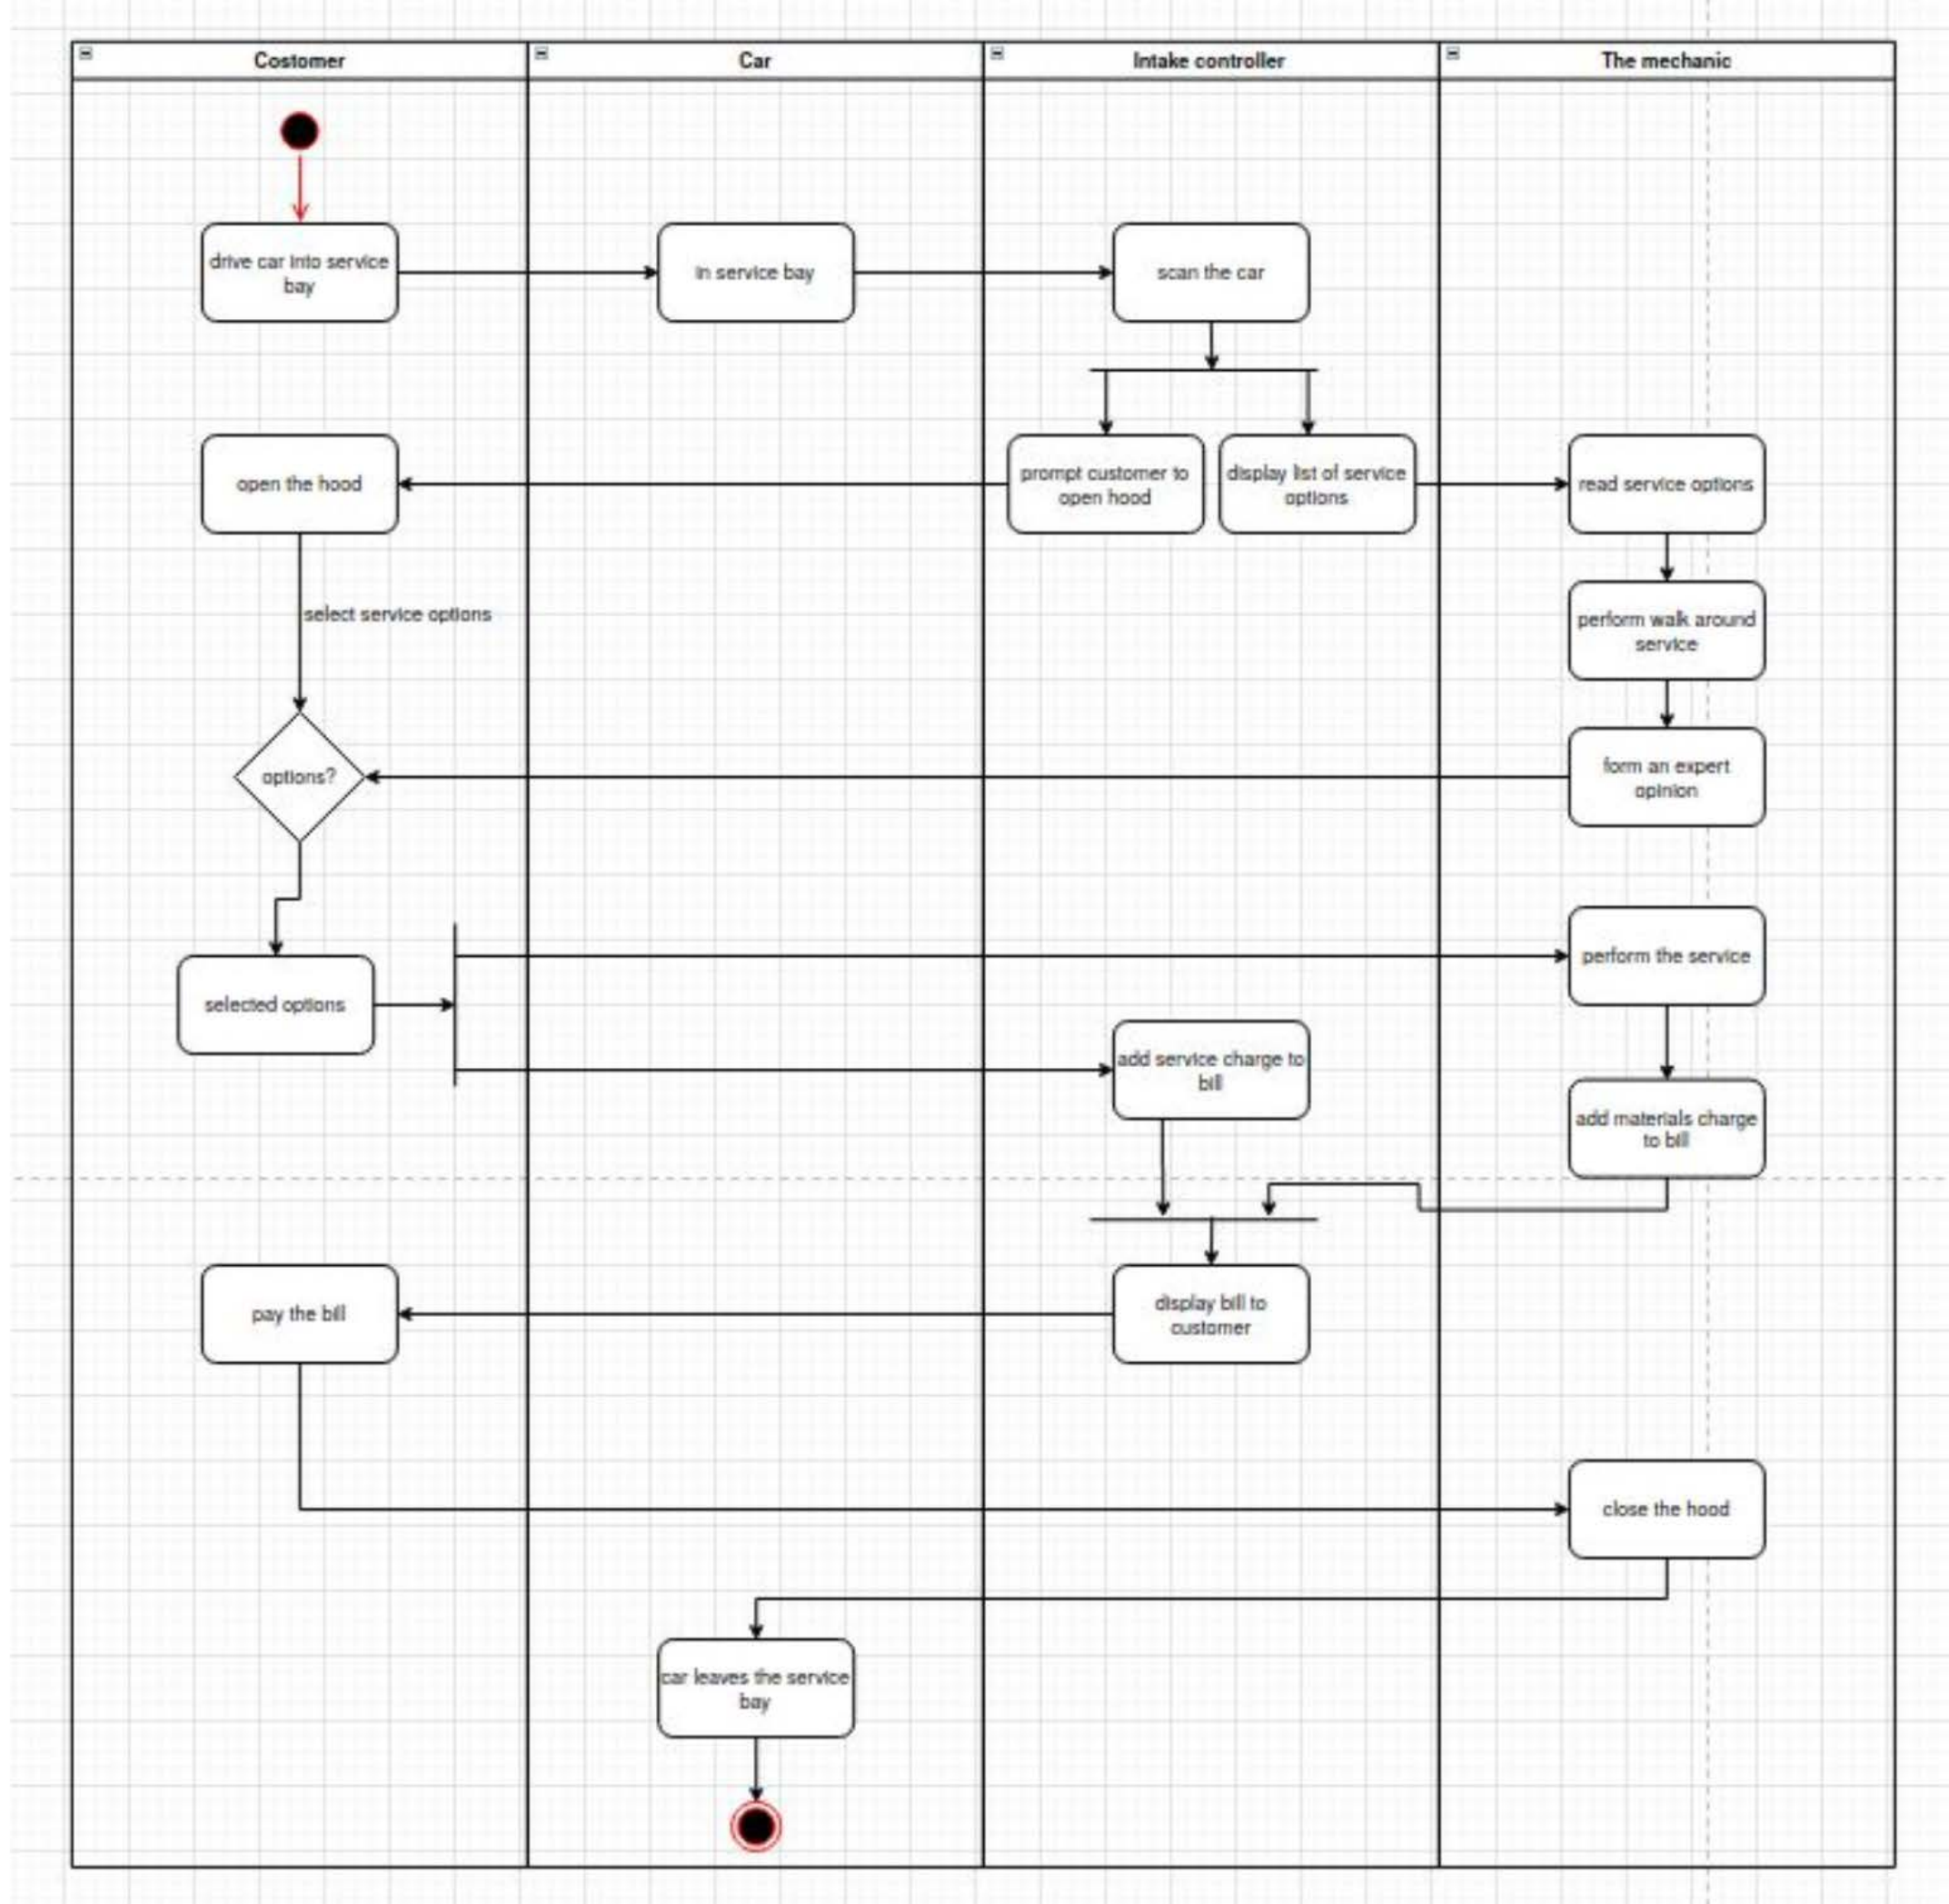 Costomer
Car
Intake controller
The mechanic
drive car into service
bay
in service bay
scan the car
open the hood
prompt customer to
open hood
display list of service
options
read service options
select service options
perform walk around
service
options?
form an expert
opinion
selected options
perform the service
add service charge to
bill
add materials charge
to bill
pay the bill
display bill to
customer
close the hood
car leaves the service
bay